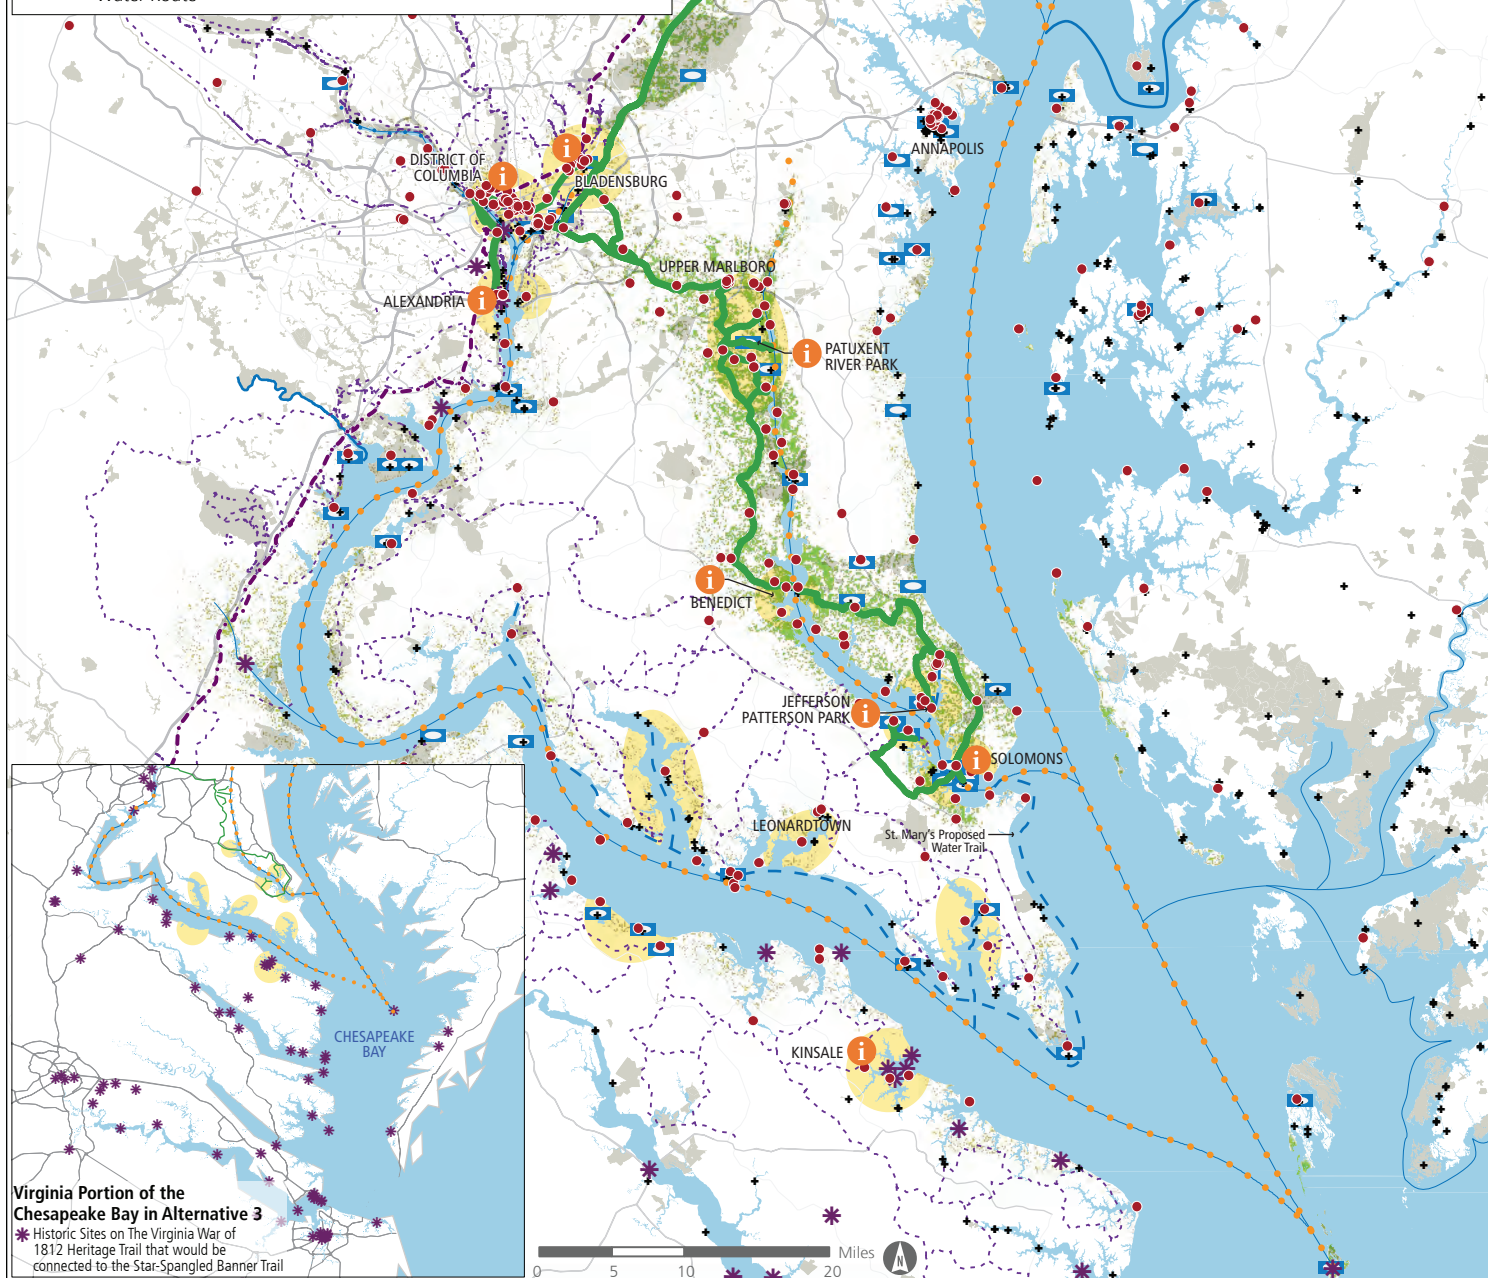 Water Route
ANNAPOLIS
DISTRICT OF
COLUMBIA
i
i
BLADENSBURG
UPPER MARLBORO
ALEXANDRIA
i
i
PATUXENT
RIVER PARK
i
BENEDICT
JEFFERSON
PATTERSON PARK
i
i
SOLOMONS
LEONARDTOWN
St. Mary's Proposed
Water Trail
KINSALE
i
CHESAPEAKE
BAY
Virginia Portion of the
Chesapeake Bay in Alternative 3
Historic Sites on The Virginia War of
1812 Heritage Trail that would be
connected to the Star-Spangled Banner Trail
Miles
0 5 10 20
N